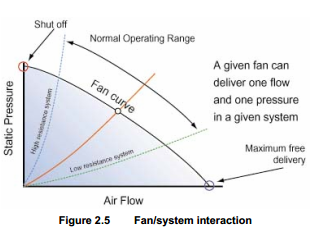 Shut off
Normal Operating Range
Static Pressure
High resistance system
Fan curve
A given fan can
deliver one flow
and one pressure
in a given system
Low resistance system
Maximum free
delivery
Air Flow
Figure 2.5 Fan/system interaction